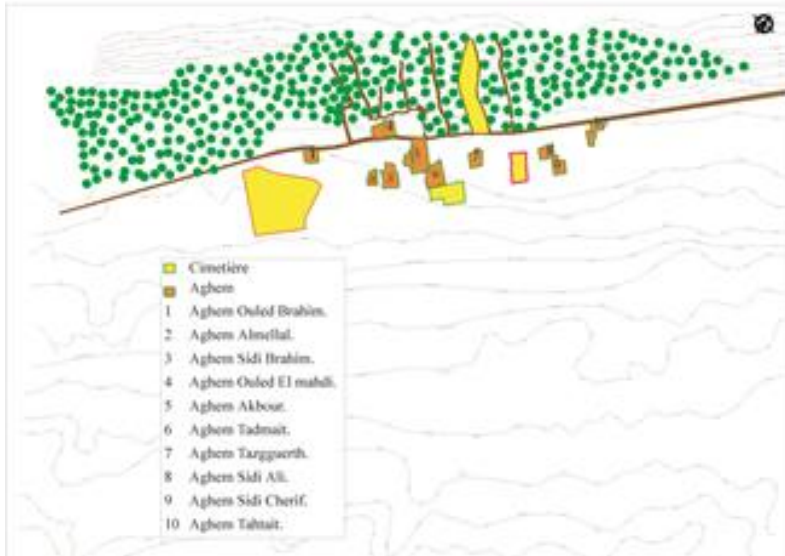 Cimetière
Aghem
1 Aghem Ouled Brahim.
2 Aghem Almellal.
3 Aghem Sidi Brahim.
4 Aghem Ouled El mahdi.
5 Aghem Akbour.
6 Aghem Tadmait.
7 Aghem Tazgguerth.
8 Aghem Sidi Ali.
9 Aghem Sidi Cherif.
10 Aghem Tahtait.